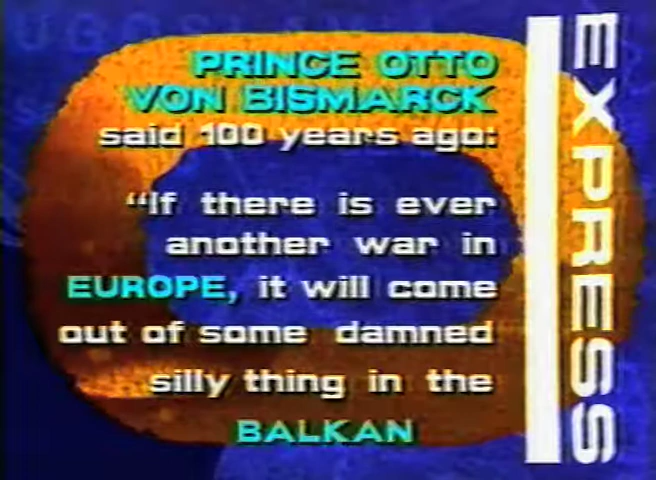 PRINCE OTTO
VON BISMARCK
said 100 years ago:
“If there is ever
another war in
EUROPE, it will come
out of some damned
silly thing in the
BALKAN
EXPRESS